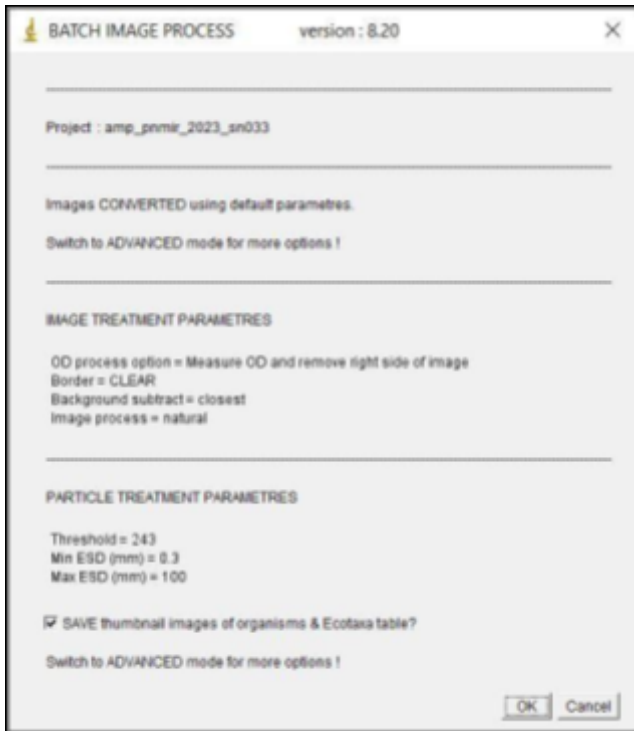 BATCH IMAGE PROCESS version : 8.20
Project : amp_pnmir_2023_sn033
Images CONVERTED using default parametres.
Switch to ADVANCED mode for more options !
IMAGE TREATMENT PARAMETRES
OD process option = Measure OD and remove right side of image
Border = CLEAR
Background subtract = closest
Image process = natural
PARTICLE TREATMENT PARAMETRES
Threshold = 243
Min ESD (mm) = 0.3
Max ESD (mm) = 100
SAVE thumbnail images of organisms & Ecotaxa table?
Switch to ADVANCED mode for more options !
OK Cancel